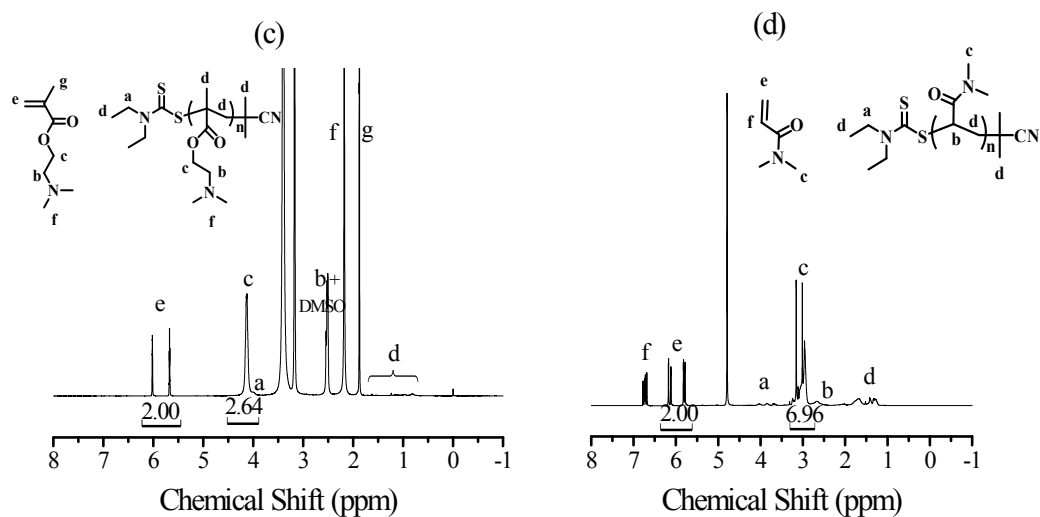 (c)
g
e
O
O
c
b
N
f
d
a
S
d
d
N
S
n
CN
O
O
c
b
N
f
f
g
e
c
b+
DMSO
a
d
2.00
2.64
8 7 6 5 4 3 2 1 0 -1
Chemical Shift (ppm)
(d)
e
f
O
N
c
c
N
O
a
S
d
d
N
S
b
n
CN
d
f
e
c
a
b
d
2.00
6.96
8 7 6 5 4 3 2 1 0 -1
Chemical Shift (ppm)